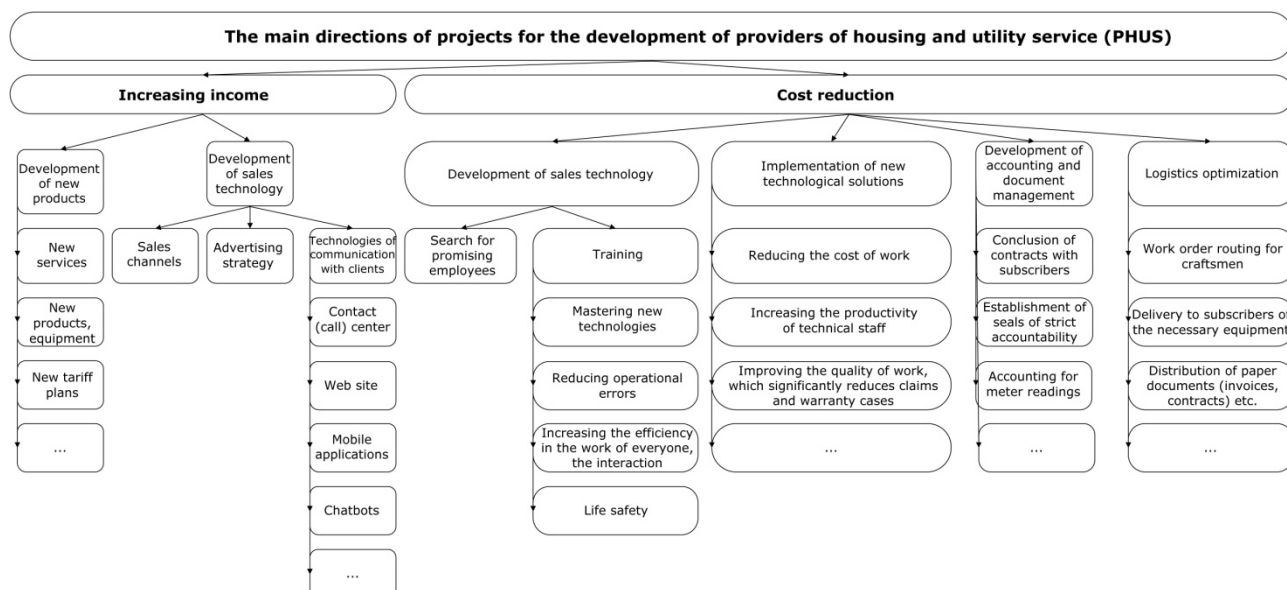 The main directions of projects for the development of providers of housing and utility service (PHUS)
Increasing income
Cost reduction
Development
of new
products
New
services
New
products,
equipment
New tariff
plans
...
Development
of sales
technology
Sales
channels
Advertising
strategy
Technologies of
communication
with clients
Contact
(call) center
Web site
Mobile
applications
Chatbots
...
Development of sales technology
Search for
promising
employees
Training
Mastering new
technologies
Reducing operational
errors
Increasing the efficiency
in the work of everyone,
the interaction
Life safety
Implementation of new
technological solutions
Reducing the cost of work
Increasing the productivity
of technical staff
Improving the quality of work,
which significantly reduces claims
and warranty cases
...
Development of
accounting and
document
management
Conclusion of
contracts with
subscribers
Establishment of
seals of strict
accountability
Accounting for
meter readings
...
Logistics optimization
Work order routing for
craftsmen
Delivery to subscribers of
the necessary equipment
Distribution of paper
documents (invoices,
contracts) etc.
...